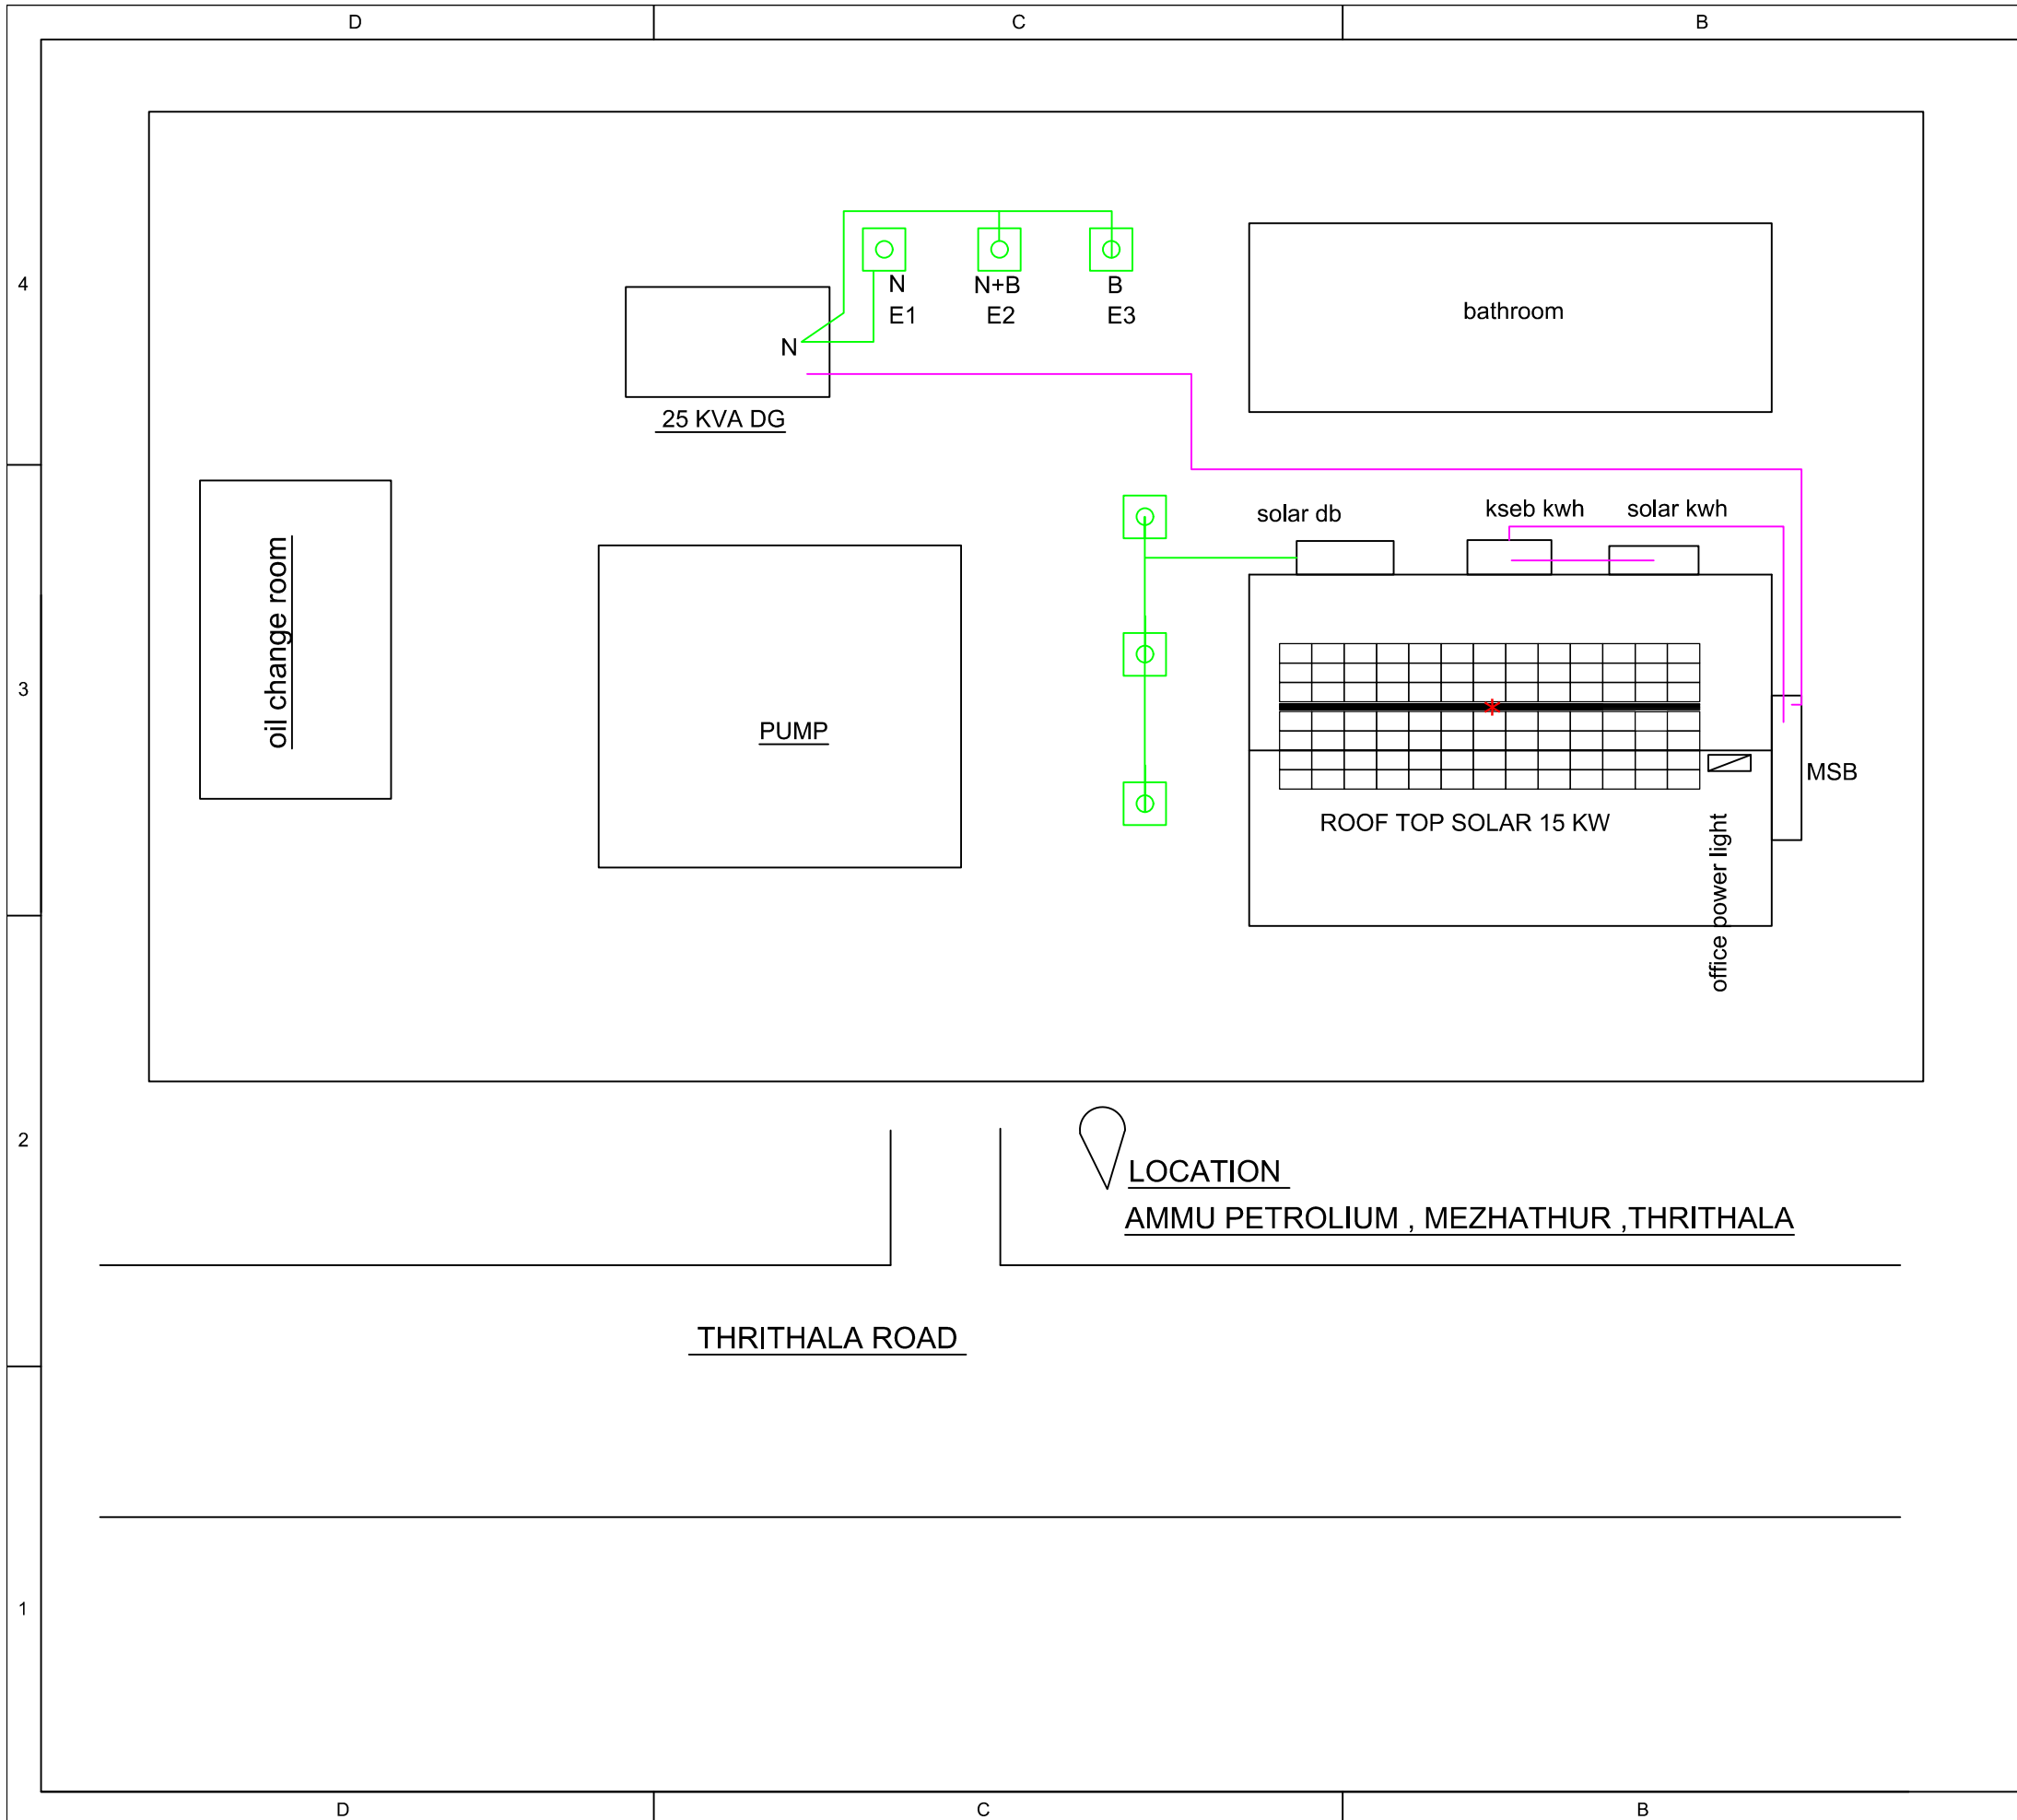 D
C
B
4
N
N+B
B
E1
E2
E3
bathroom
N
25 KVA DG
solar db
kseb kwh
solar kwh
oil change room
3
PUMP
MSB
ROOF TOP SOLAR 15 KW
office power light
2
LOCATION
AMMU PETROLIUM , MEZHATHUR ,THRITHALA
THRITHALA ROAD
1
D
C
B